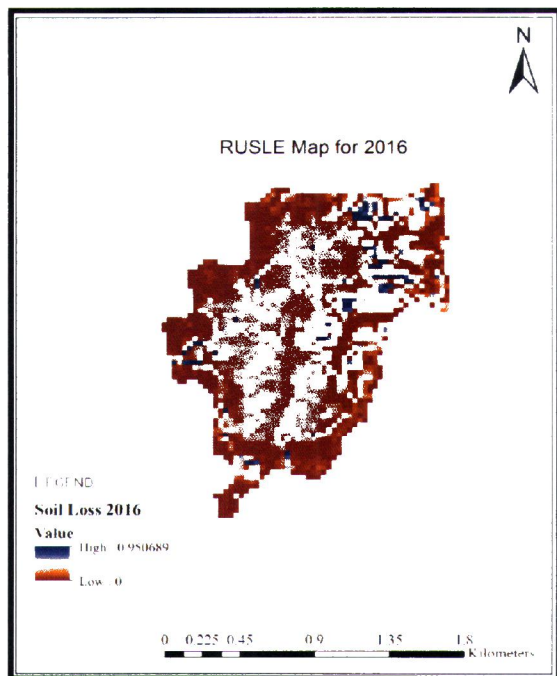 N
RUSLE Map for 2016
LEGEND
Soil Loss 2016
Value
High : 0.950689
Low : 0
0 0.225 0.45 0.9 1.35 1.8
Kilometers